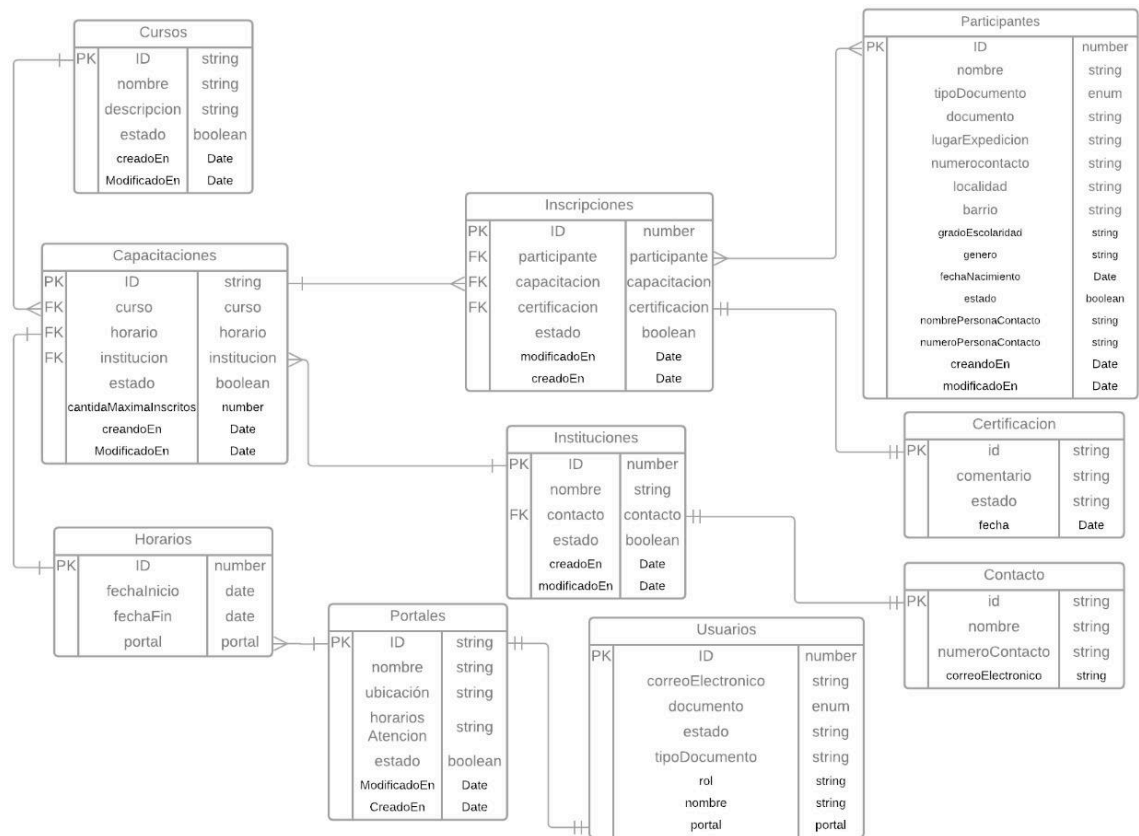 Cursos
PK ID string
nombre string
descripcion string
estado boolean
creadoEn Date
ModificadoEn Date
Participantes
PK ID number
nombre string
tipoDocumento enum
documento string
lugarExpedicion string
numerocontacto string
localidad string
barrio string
gradoEscolaridad string
genero string
fechaNacimiento Date
estado boolean
nombrePersonaContacto string
numeroPersonaContacto string
creandoEn Date
modificadoEn Date
Inscripciones
PK ID number
FK participante participante
FK capacitacion capacitacion
FK certificacion certificacion
estado boolean
modificadoEn Date
creadoEn Date
Capacitaciones
PK ID string
FK curso curso
FK horario horario
FK institucion institucion
estado boolean
cantidaMaximaInscritos number
creandoEn Date
ModificadoEn Date
Certificacion
PK id string
comentario string
estado string
fecha Date
Instituciones
PK ID number
nombre string
FK contacto contacto
estado boolean
creadoEn Date
modificadoEn Date
Horarios
PK ID number
fechaInicio date
fechaFin date
portal portal
Contacto
PK id string
nombre string
numeroContacto string
correoElectronico string
Portales
PK ID string
nombre string
ubicación string
horarios
Atencion string
estado boolean
ModificadoEn Date
CreadoEn Date
Usuarios
PK ID number
correoElectronico string
documento enum
estado string
tipoDocumento string
rol string
nombre string
portal portal